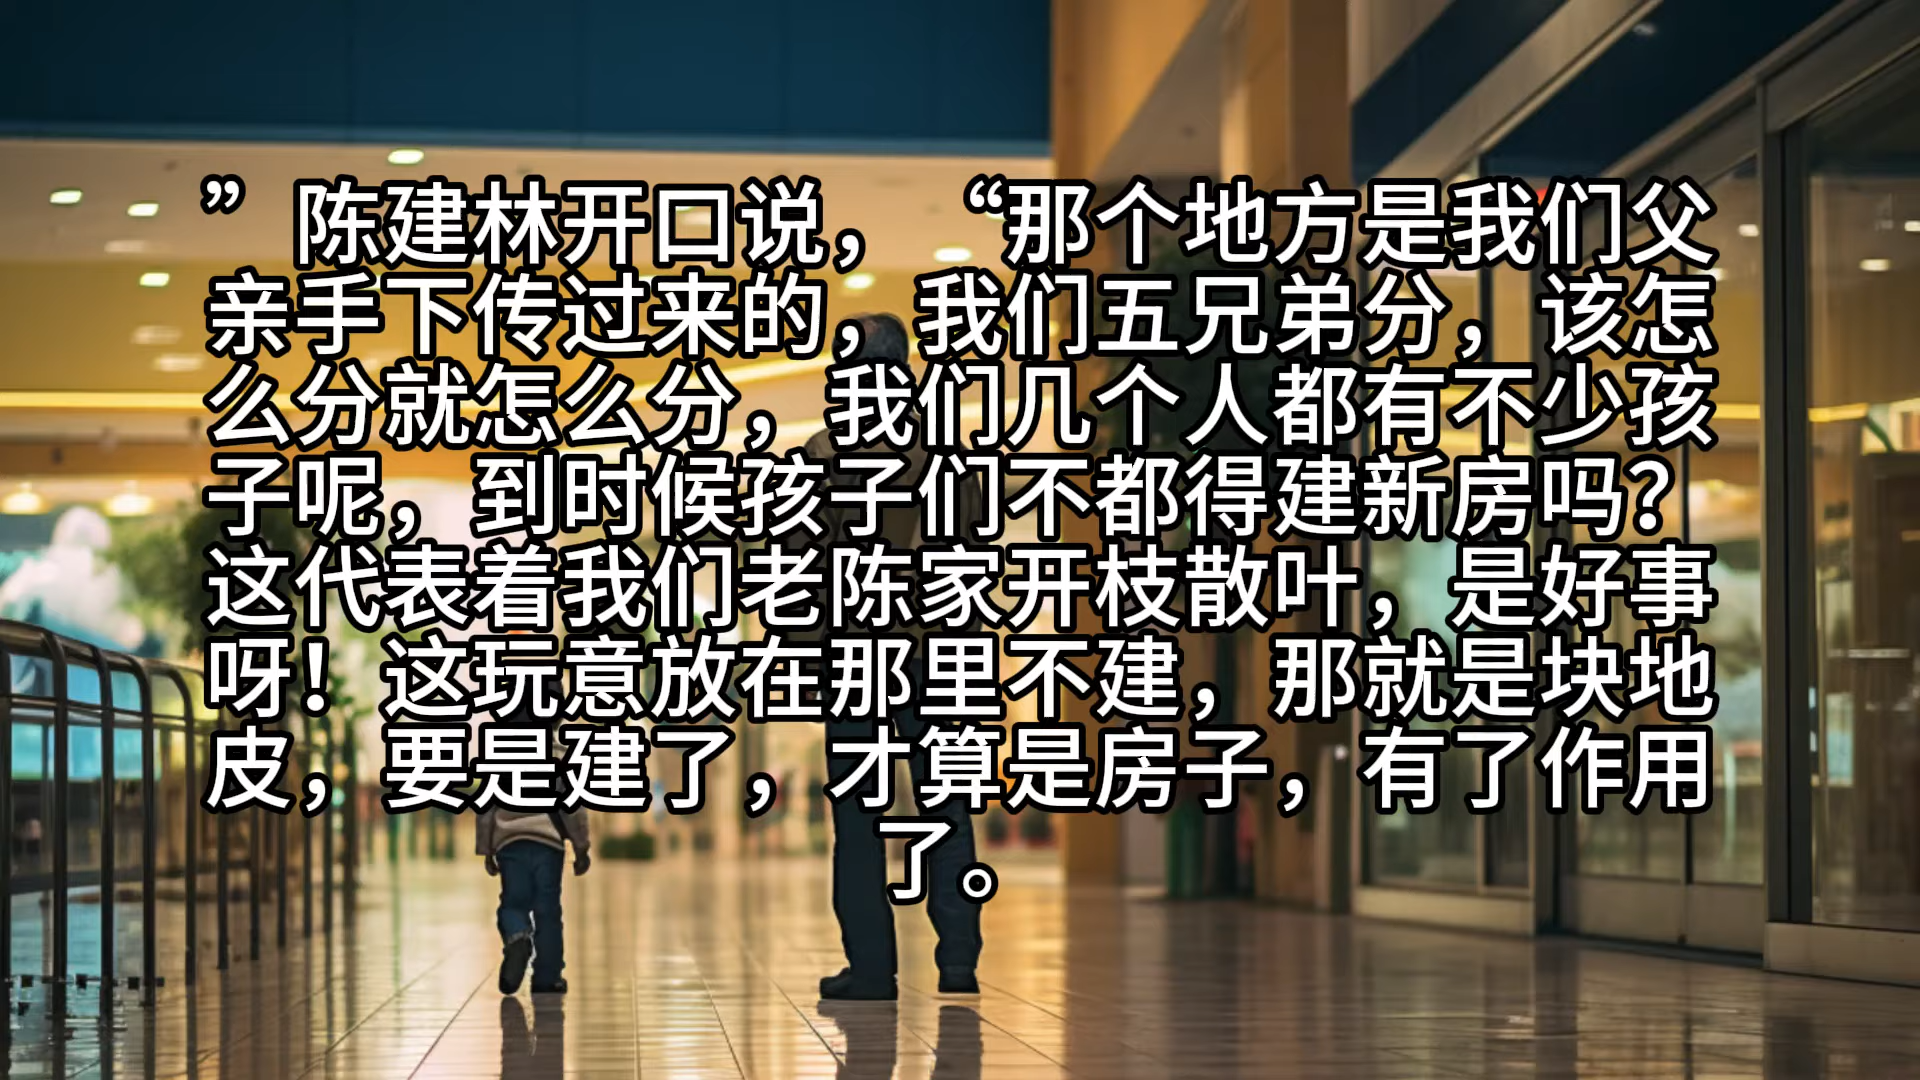 ”陈建林开口说，“那个地方是我们父
亲手下传过来的，我们五兄弟分，该怎
么分就怎么分，我们几个人都有不少孩
子呢，到时候孩子们不都得建新房吗？
这代表着我们老陈家开枝散叶，是好事
呀！这玩意放在那里不建，那就是块地
皮，要是建了，才算是房子，有了作用
了。